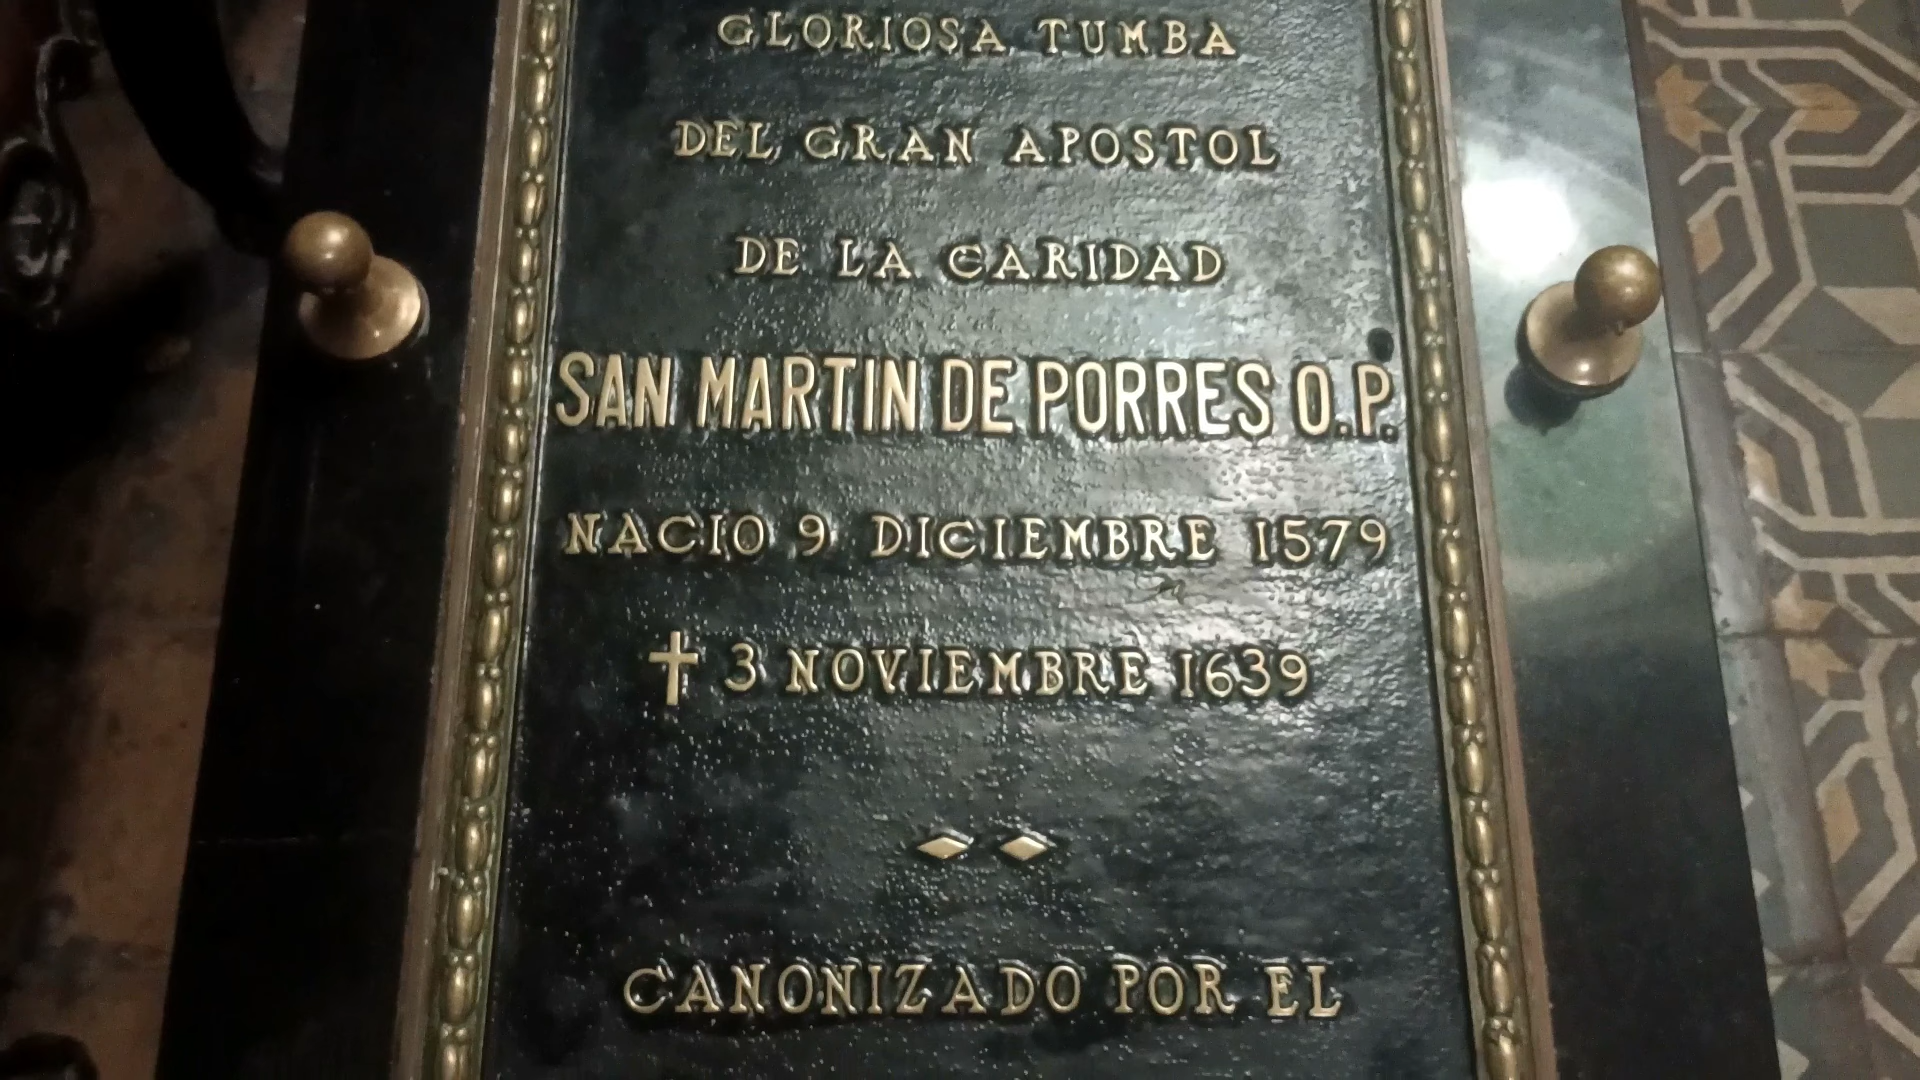 GLORIOSA TUMBA
DEL GRAN APOSTOL
DE LA CARIDAD
SAN MARTIN DE PORRES O.P.
NACIO 9 DICIEMBRE 1579
✝ 3 NOVIEMBRE 1639
CANONIZADO POR EL